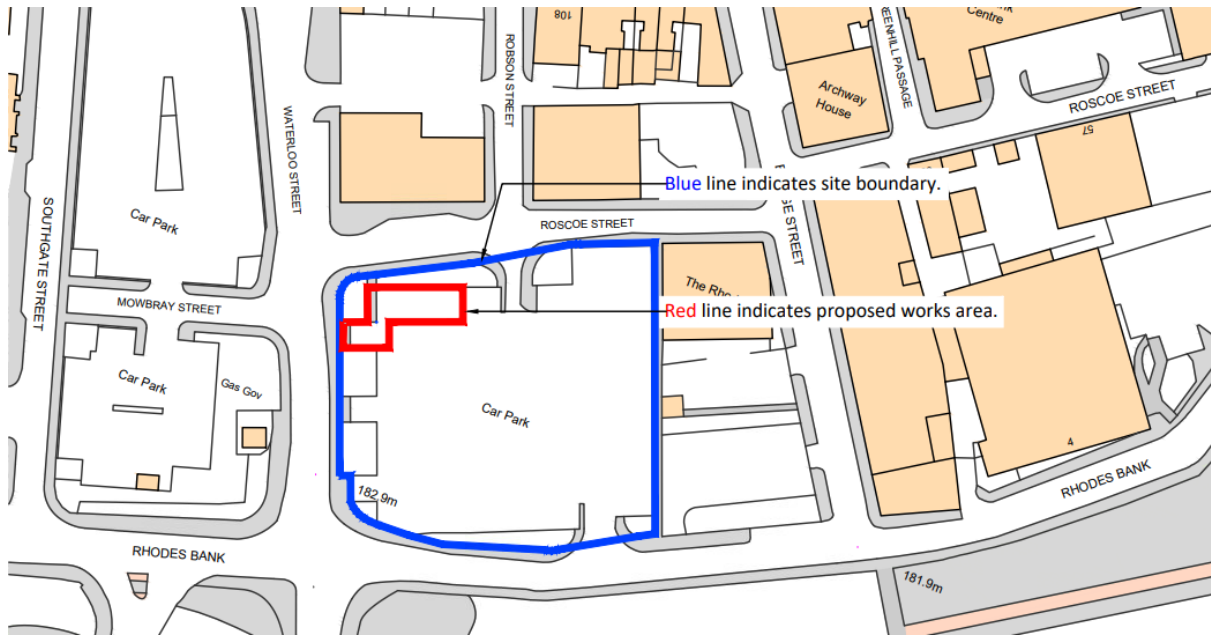 108
Centre
GREENHILL PASSAGE
ROBSON STREET
Archway
House
ROSCOE STREET
57
WATERLOO STREET
Car Park
SOUTHGATE STREET
Blue line indicates site boundary.
ROSCOE STREET
STREET
MOWBRAY STREET
The
Red line indicates proposed works area.
Car Park
Gas Gov
Car Park
4
RHODES BANK
182.9m
RHODES BANK
181.9m